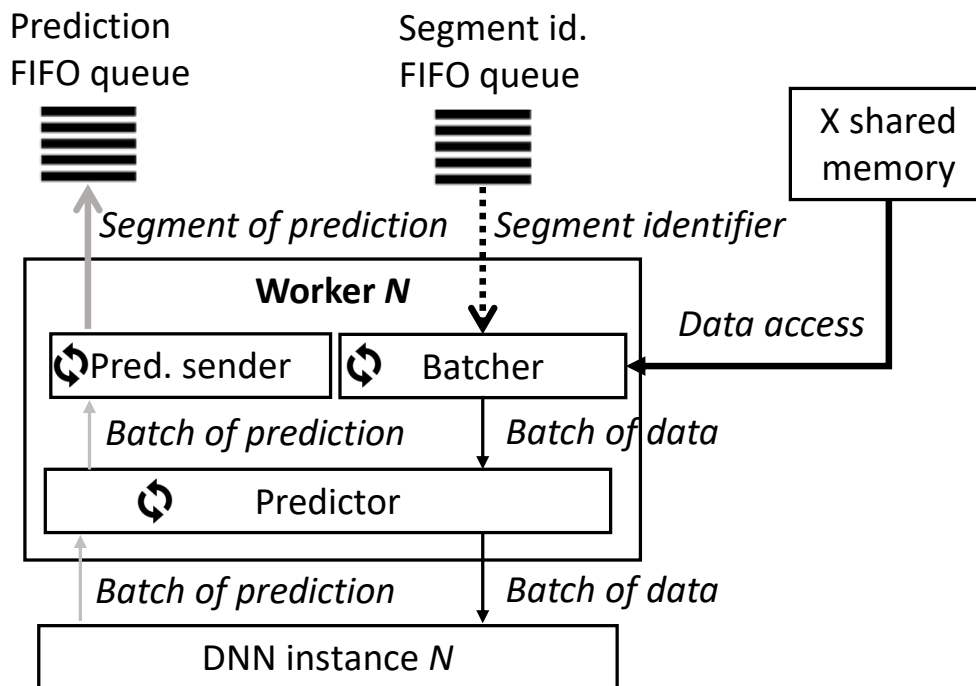 Prediction
FIFO queue
Segment id.
FIFO queue
X shared
memory
Segment of prediction
Segment identifier
Worker N
Data access
Pred. sender
Batcher
Batch of prediction
Batch of data
Predictor
Batch of prediction
Batch of data
DNN instance N